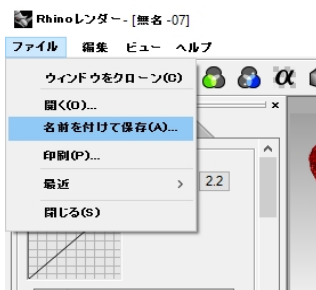 Rhinoレンダー - [無名 -07]
ファイル 編集 ビュー ヘルプ
ウィンドウをクローン(C)
α
開く(O)...
名前を付けて保存(A)...
印刷(P)...
最近 >
2.2
閉じる(S)